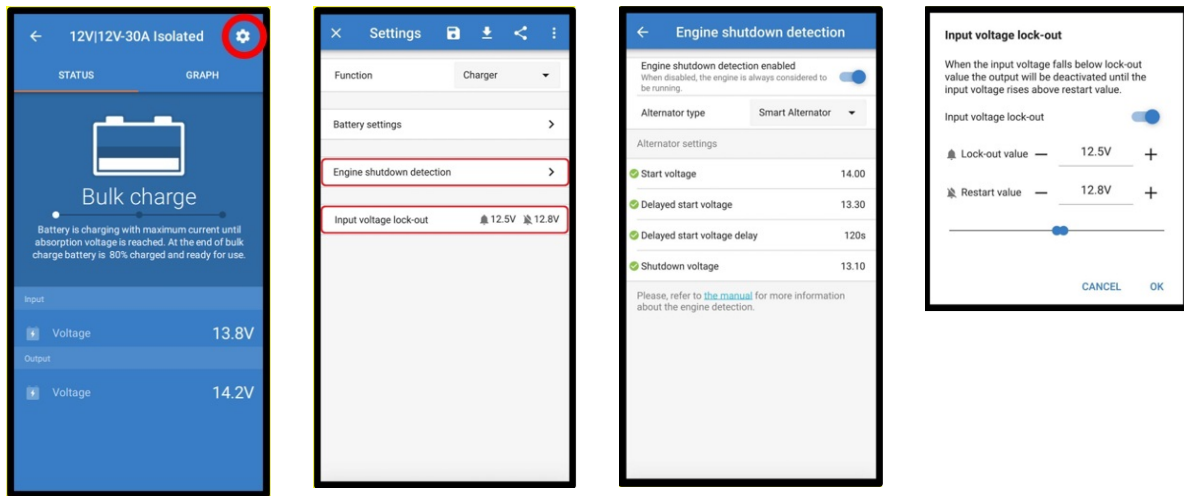 12V|12V-30A Isolated
STATUS
GRAPH
Bulk charge
Battery is charging with maximum current until
absorption voltage is reached. At the end of bulk
charge battery is 80% charged and ready for use.
Input
Voltage 13.8V
Output
Voltage 14.2V
Settings
Function Charger
Battery settings
Engine shutdown detection
Input voltage lock-out 12.5V 12.8V
Engine shutdown detection
Engine shutdown detection enabled
When disabled, the engine is always considered to
be running.
Alternator type Smart Alternator
Alternator settings
Start voltage 14.00
Delayed start voltage 13.30
Delayed start voltage delay 120s
Shutdown voltage 13.10
Please, refer to the manual for more information
about the engine detection.
Input voltage lock-out
When the input voltage falls below lock-out
value the output will be deactivated until the
input voltage rises above restart value.
Input voltage lock-out
Lock-out value — 12.5V +
Restart value — 12.8V +
CANCEL OK